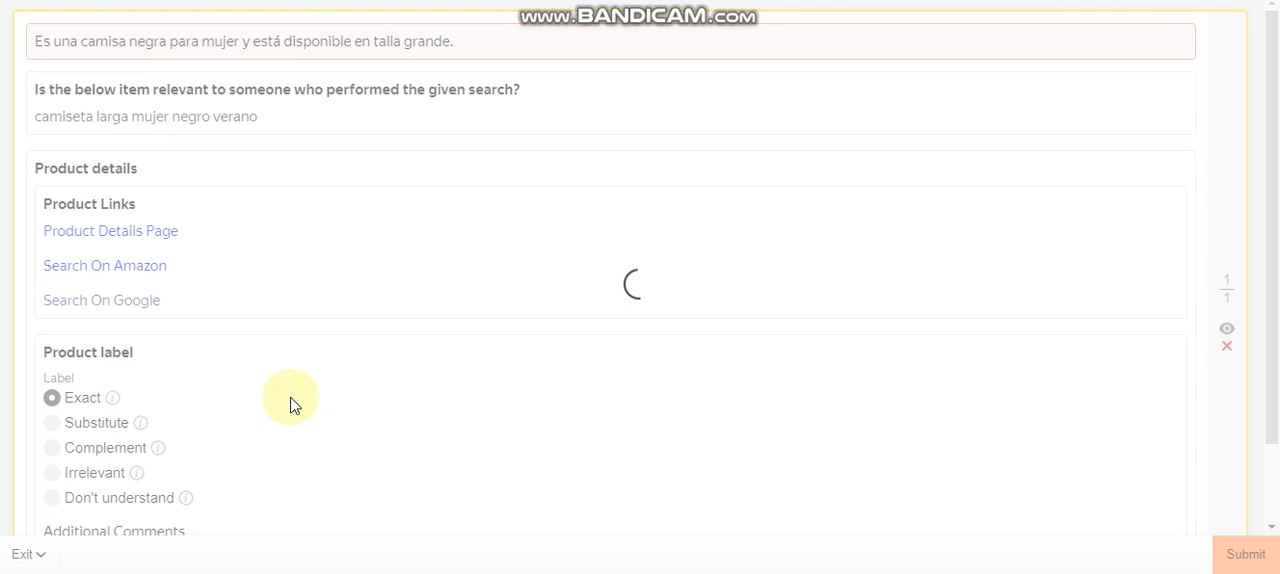 www.BANDICAM.com
Es una camisa negra para mujer y está disponible en talla grande.
Is the below item relevant to someone who performed the given search?
camiseta larga mujer negro verano
Product details
Product Links
Product Details Page
Search On Amazon
Search On Google
1
1
Product label
Label
Exact
Substitute
Complement
Irrelevant
Don't understand
Additional Comments
Exit
Submit